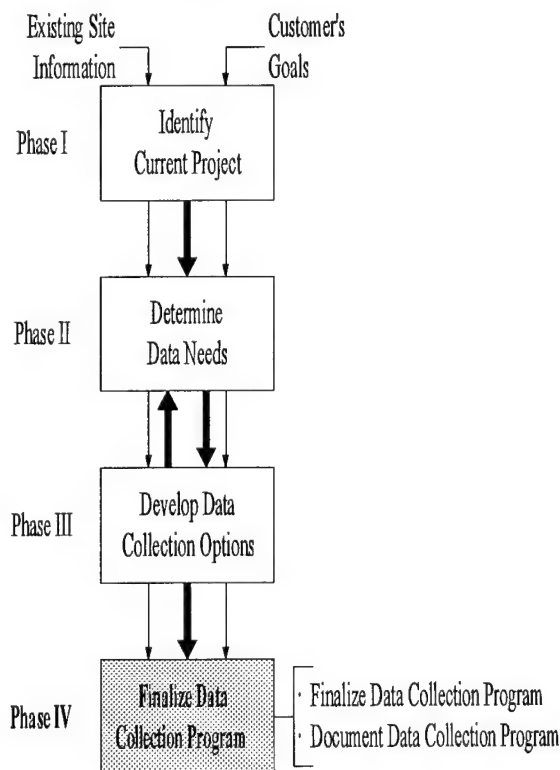 Existing Site
Information
Customer's
Goals
Phase I
Identify
Current Project
Phase II
Determine
Data Needs
Phase III
Develop Data
Collection Options
Phase IV
Finalize Data
Collection Program
· Finalize Data Collection Program
· Document Data Collection Program